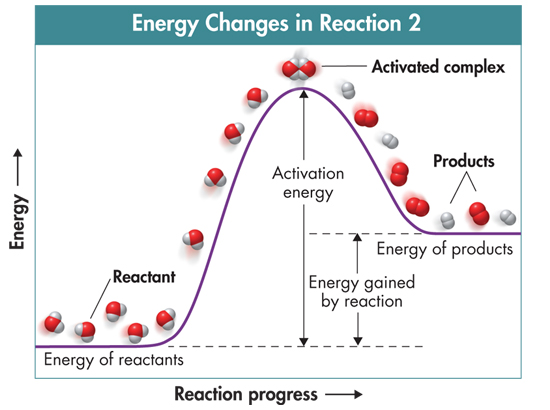 Energy Changes in Reaction 2
Activated complex
Products
Activation
energy
Energy
Energy of products
Reactant
Energy gained
by reaction
Energy of reactants
Reaction progress